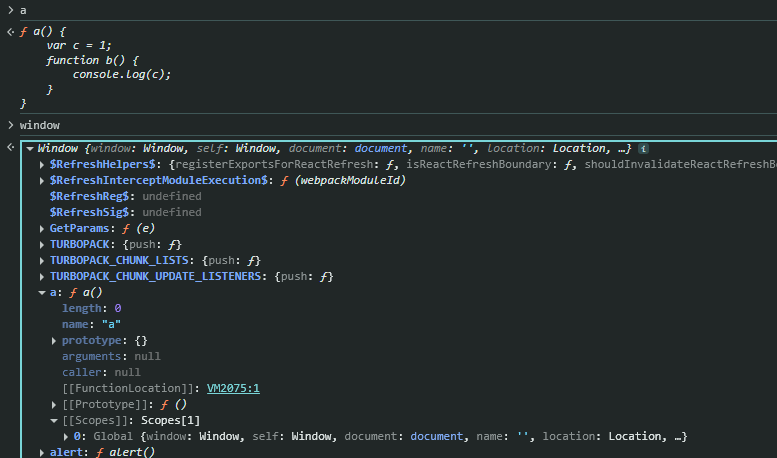 > a
<· ƒ a() {
    var c = 1;
    function b() {
        console.log(c);
    }
}
> window
<· ▼ Window {window: Window, self: Window, document: document, name: '', location: Location, …} i
▶ $RefreshHelpers$: {registerExportsForReactRefresh: ƒ, isReactRefreshBoundary: ƒ, shouldInvalidateReactRefreshBo
▶ $RefreshInterceptModuleExecution$: ƒ (webpackModuleId)
$RefreshReg$: undefined
$RefreshSig$: undefined
▶ GetParams: ƒ (e)
▶ TURBOPACK: {push: ƒ}
▶ TURBOPACK_CHUNK_LISTS: {push: ƒ}
▶ TURBOPACK_CHUNK_UPDATE_LISTENERS: {push: ƒ}
▼ a: ƒ a()
length: 0
name: "a"
▶ prototype: {}
arguments: null
caller: null
[[FunctionLocation]]: VM2075:1
▶ [[Prototype]]: ƒ ()
▼ [[Scopes]]: Scopes[1]
▶ 0: Global {window: Window, self: Window, document: document, name: '', location: Location, …}
▶ alert: ƒ alert()